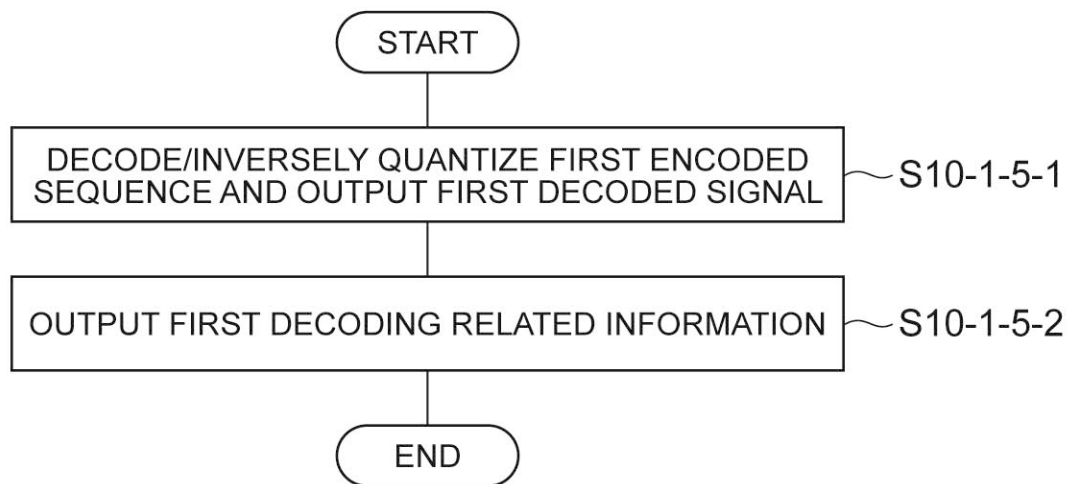 START
DECODE/INVERSELY QUANTIZE FIRST ENCODED
SEQUENCE AND OUTPUT FIRST DECODED SIGNAL
S10-1-5-1
OUTPUT FIRST DECODING RELATED INFORMATION
S10-1-5-2
END